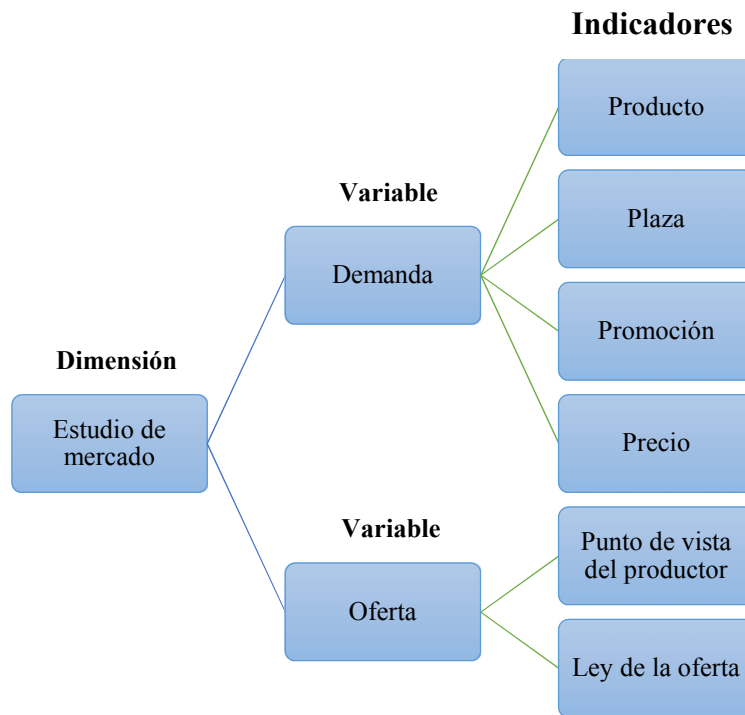 Indicadores
Producto
Variable
Plaza
Demanda
Promoción
Dimensión
Estudio de
mercado
Precio
Variable
Punto de vista
del productor
Oferta
Ley de la oferta